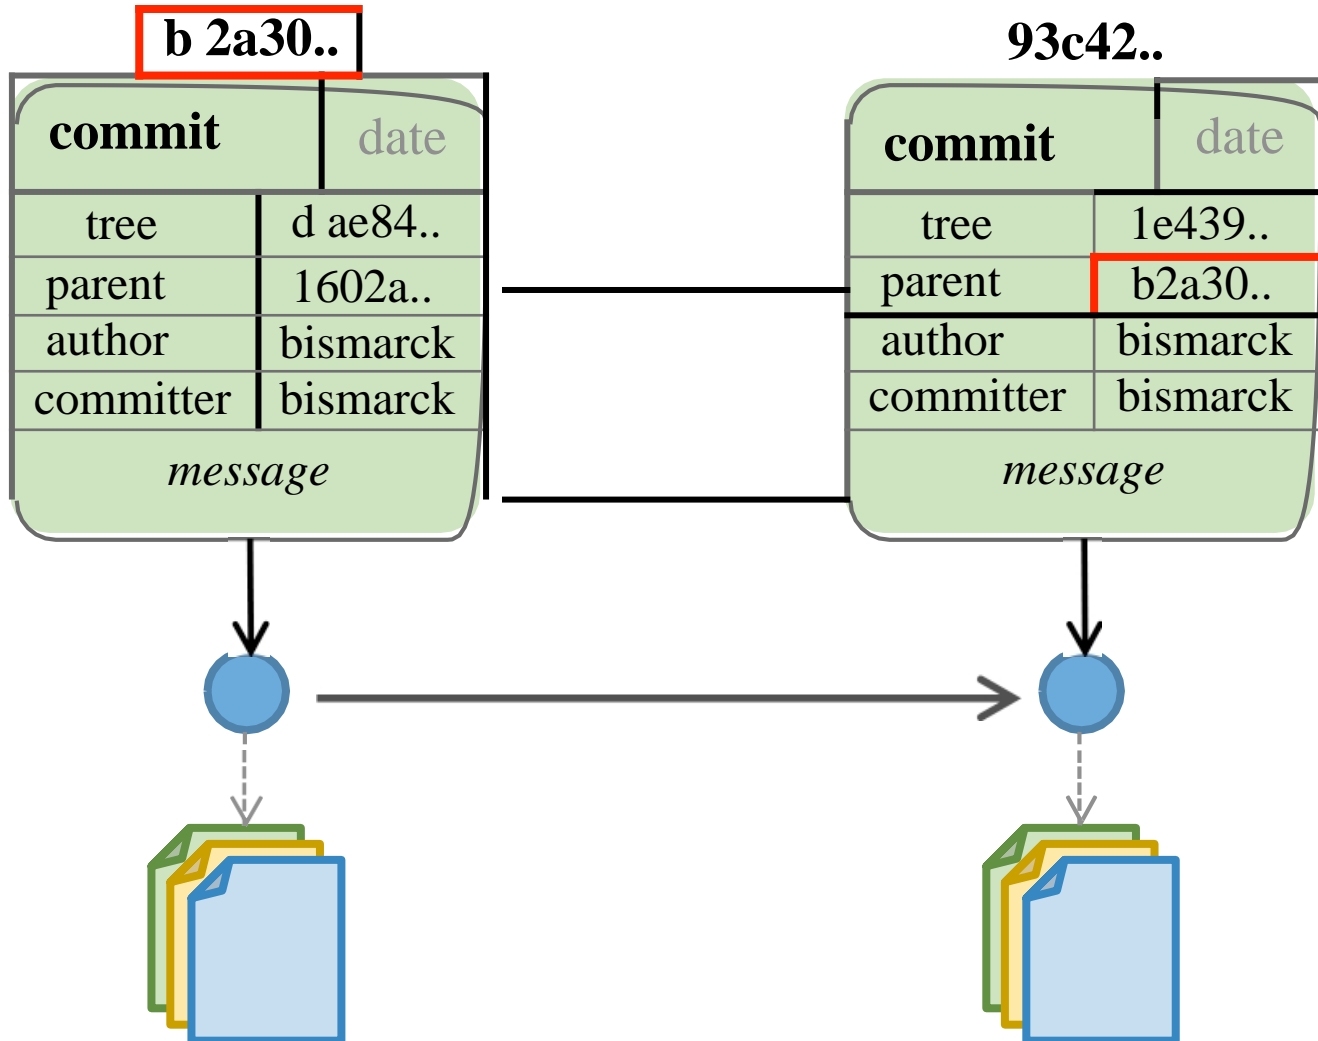 b 2a30..
commit date
tree d ae84..
parent 1602a..
author bismarck
committer bismarck
message
93c42..
commit date
tree 1e439..
parent b2a30..
author bismarck
committer bismarck
message